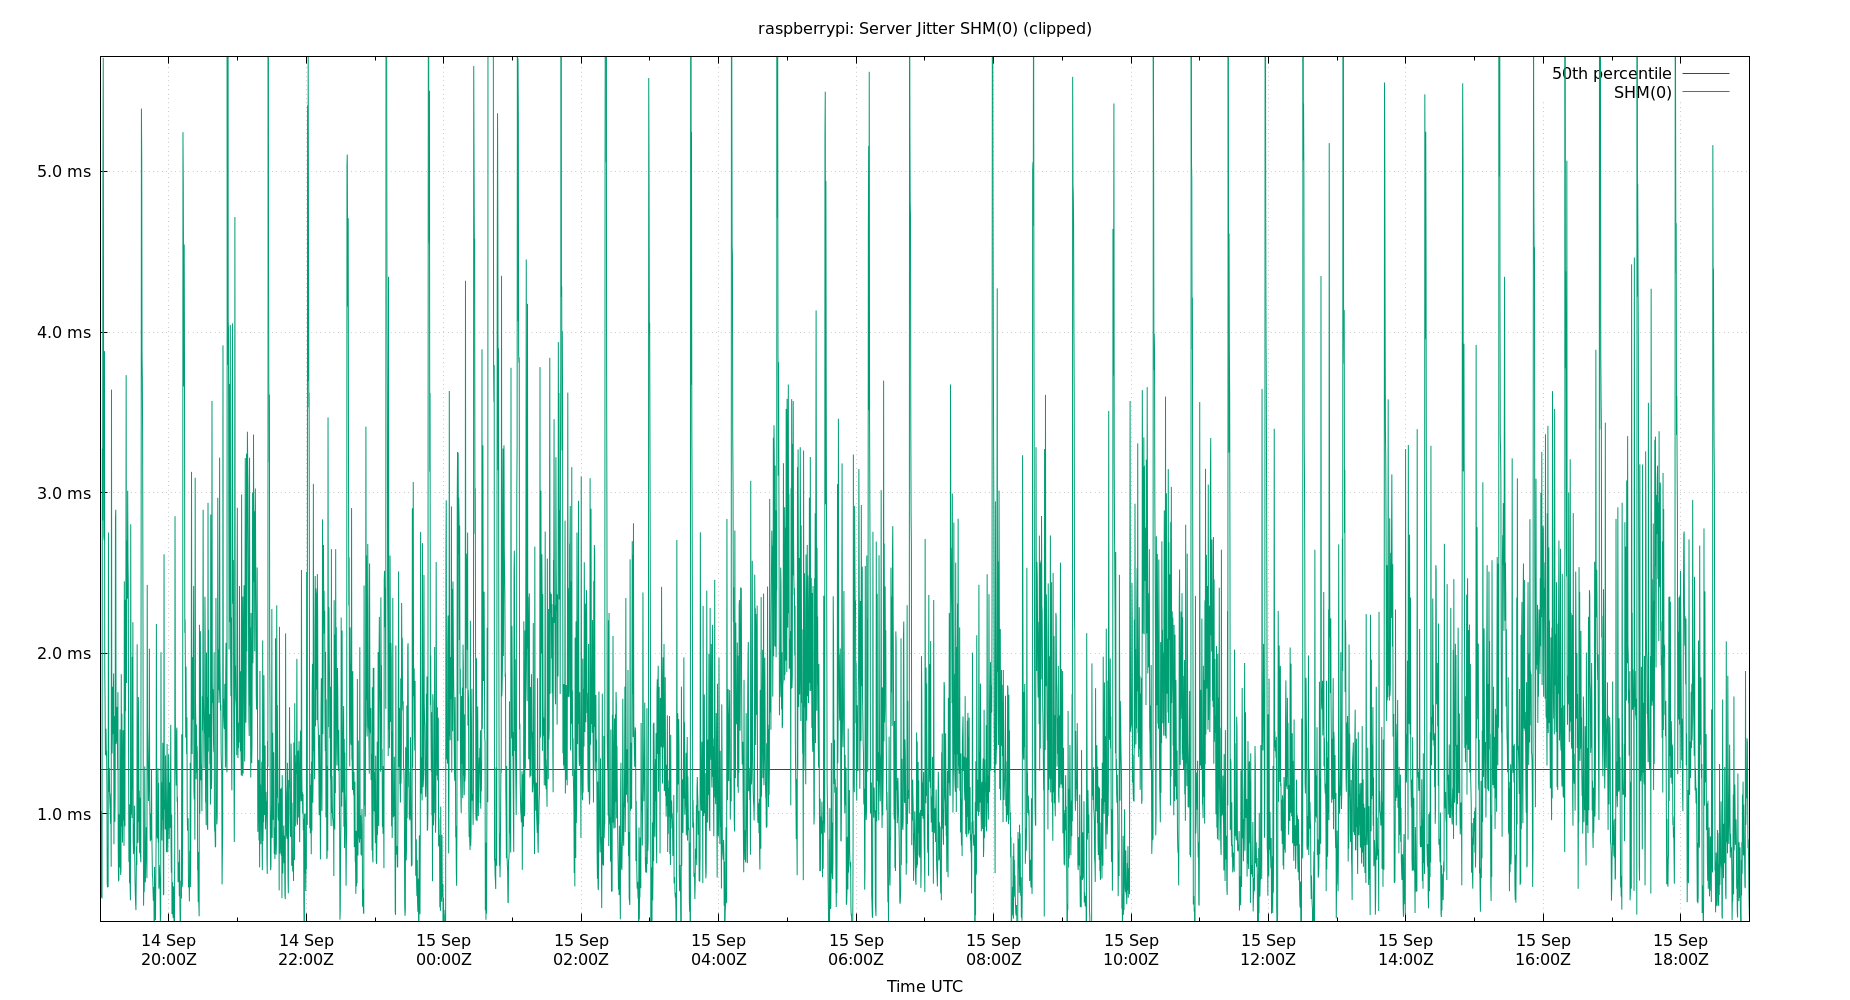 raspberrypi: Server Jitter SHM(0) (clipped)
50th percentile
SHM(0)
5.0 ms
4.0 ms
3.0 ms
2.0 ms
1.0 ms
14 Sep 14 Sep 15 Sep 15 Sep 15 Sep 15 Sep 15 Sep 15 Sep 15 Sep 15 Sep 15 Sep 15 Sep
20:00Z 22:00Z 00:00Z 02:00Z 04:00Z 06:00Z 08:00Z 10:00Z 12:00Z 14:00Z 16:00Z 18:00Z
Time UTC